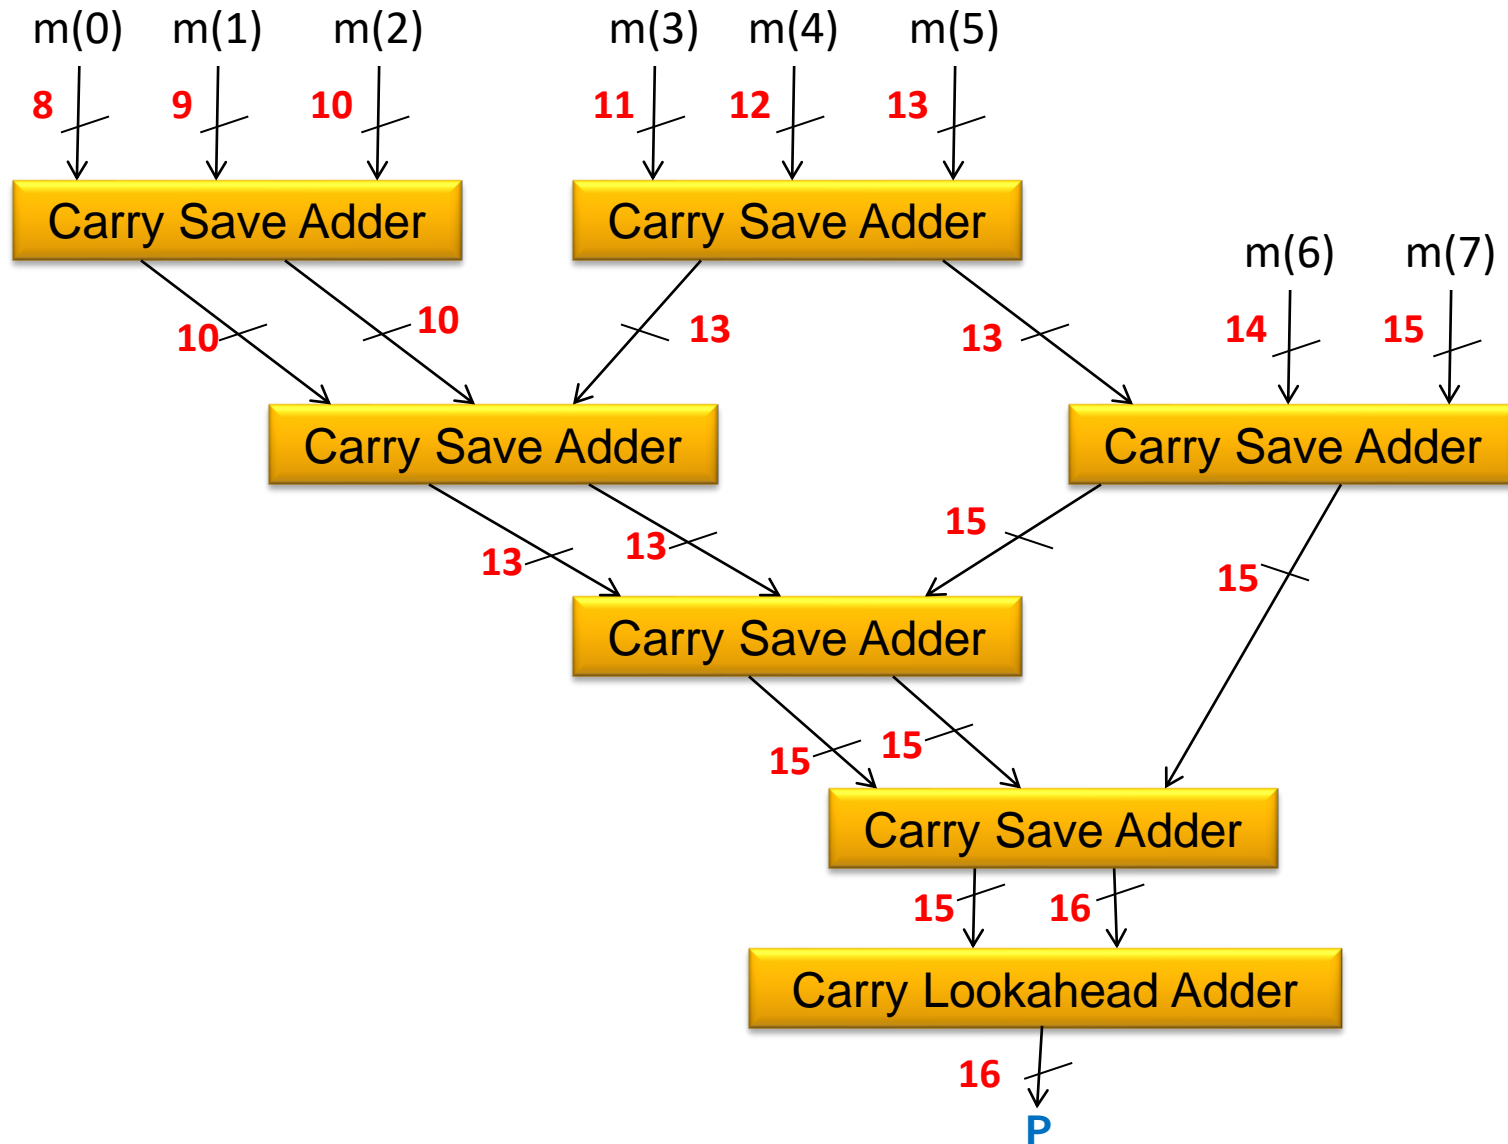 m(0) m(1) m(2) m(3) m(4) m(5)
8 9 10 11 12 13
Carry Save Adder Carry Save Adder
m(6) m(7)
10 10 13 13 14 15
Carry Save Adder Carry Save Adder
13 13 15 15
Carry Save Adder
15 15
Carry Save Adder
15 16
Carry Lookahead Adder
16
P